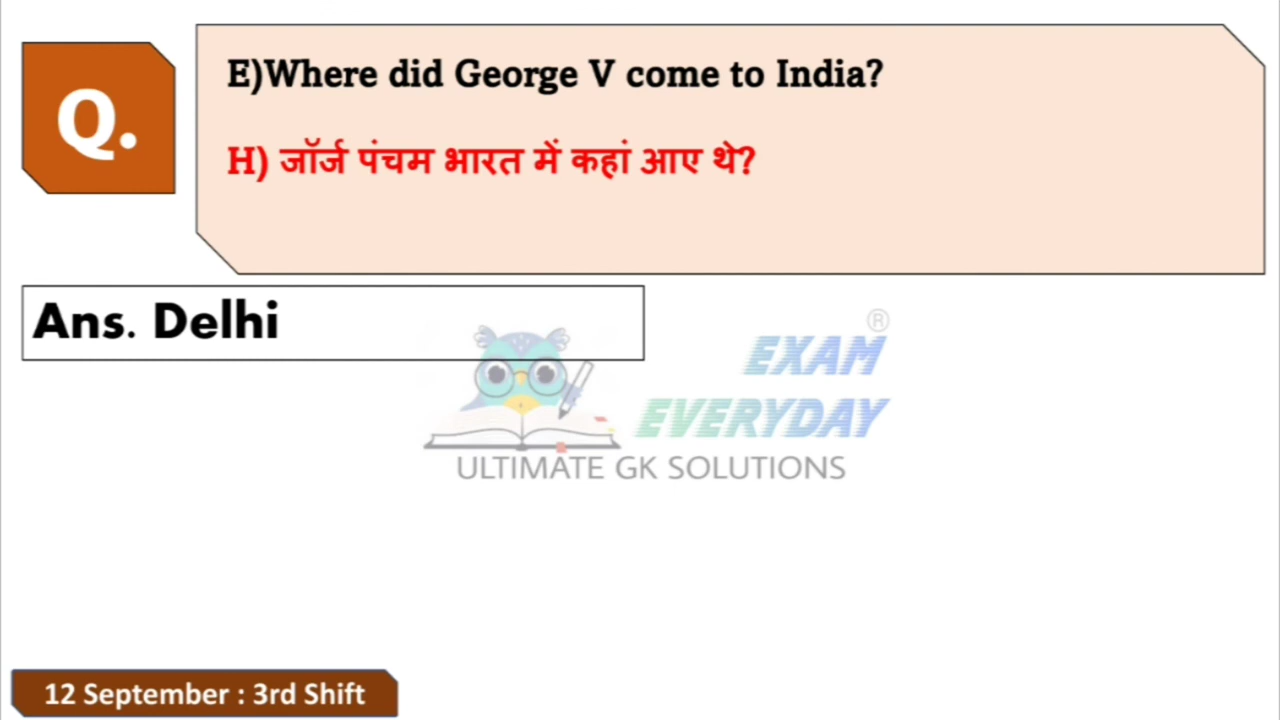 Q.
E)Where did George V come to India?
H) जॉर्ज पंचम भारत में कहां आए थे?
Ans. Delhi
®
EXAM
EVERYDAY
ULTIMATE GK SOLUTIONS
12 September : 3rd Shift